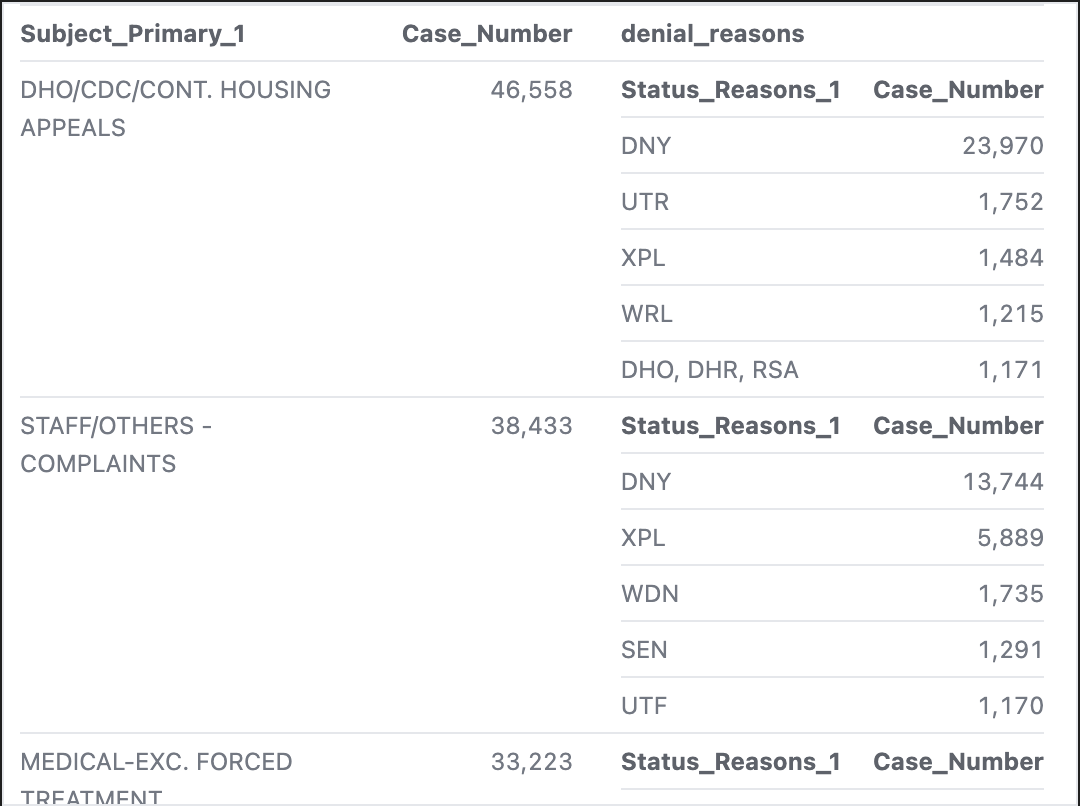 Subject_Primary_1 Case_Number denial_reasons
DHO/CDC/CONT. HOUSING 46,558 Status_Reasons_1 Case_Number
APPEALS
DNY 23,970
UTR 1,752
XPL 1,484
WRL 1,215
DHO, DHR, RSA 1,171
STAFF/OTHERS - 38,433 Status_Reasons_1 Case_Number
COMPLAINTS
DNY 13,744
XPL 5,889
WDN 1,735
SEN 1,291
UTF 1,170
MEDICAL-EXC. FORCED 33,223 Status_Reasons_1 Case_Number
TREATMENT